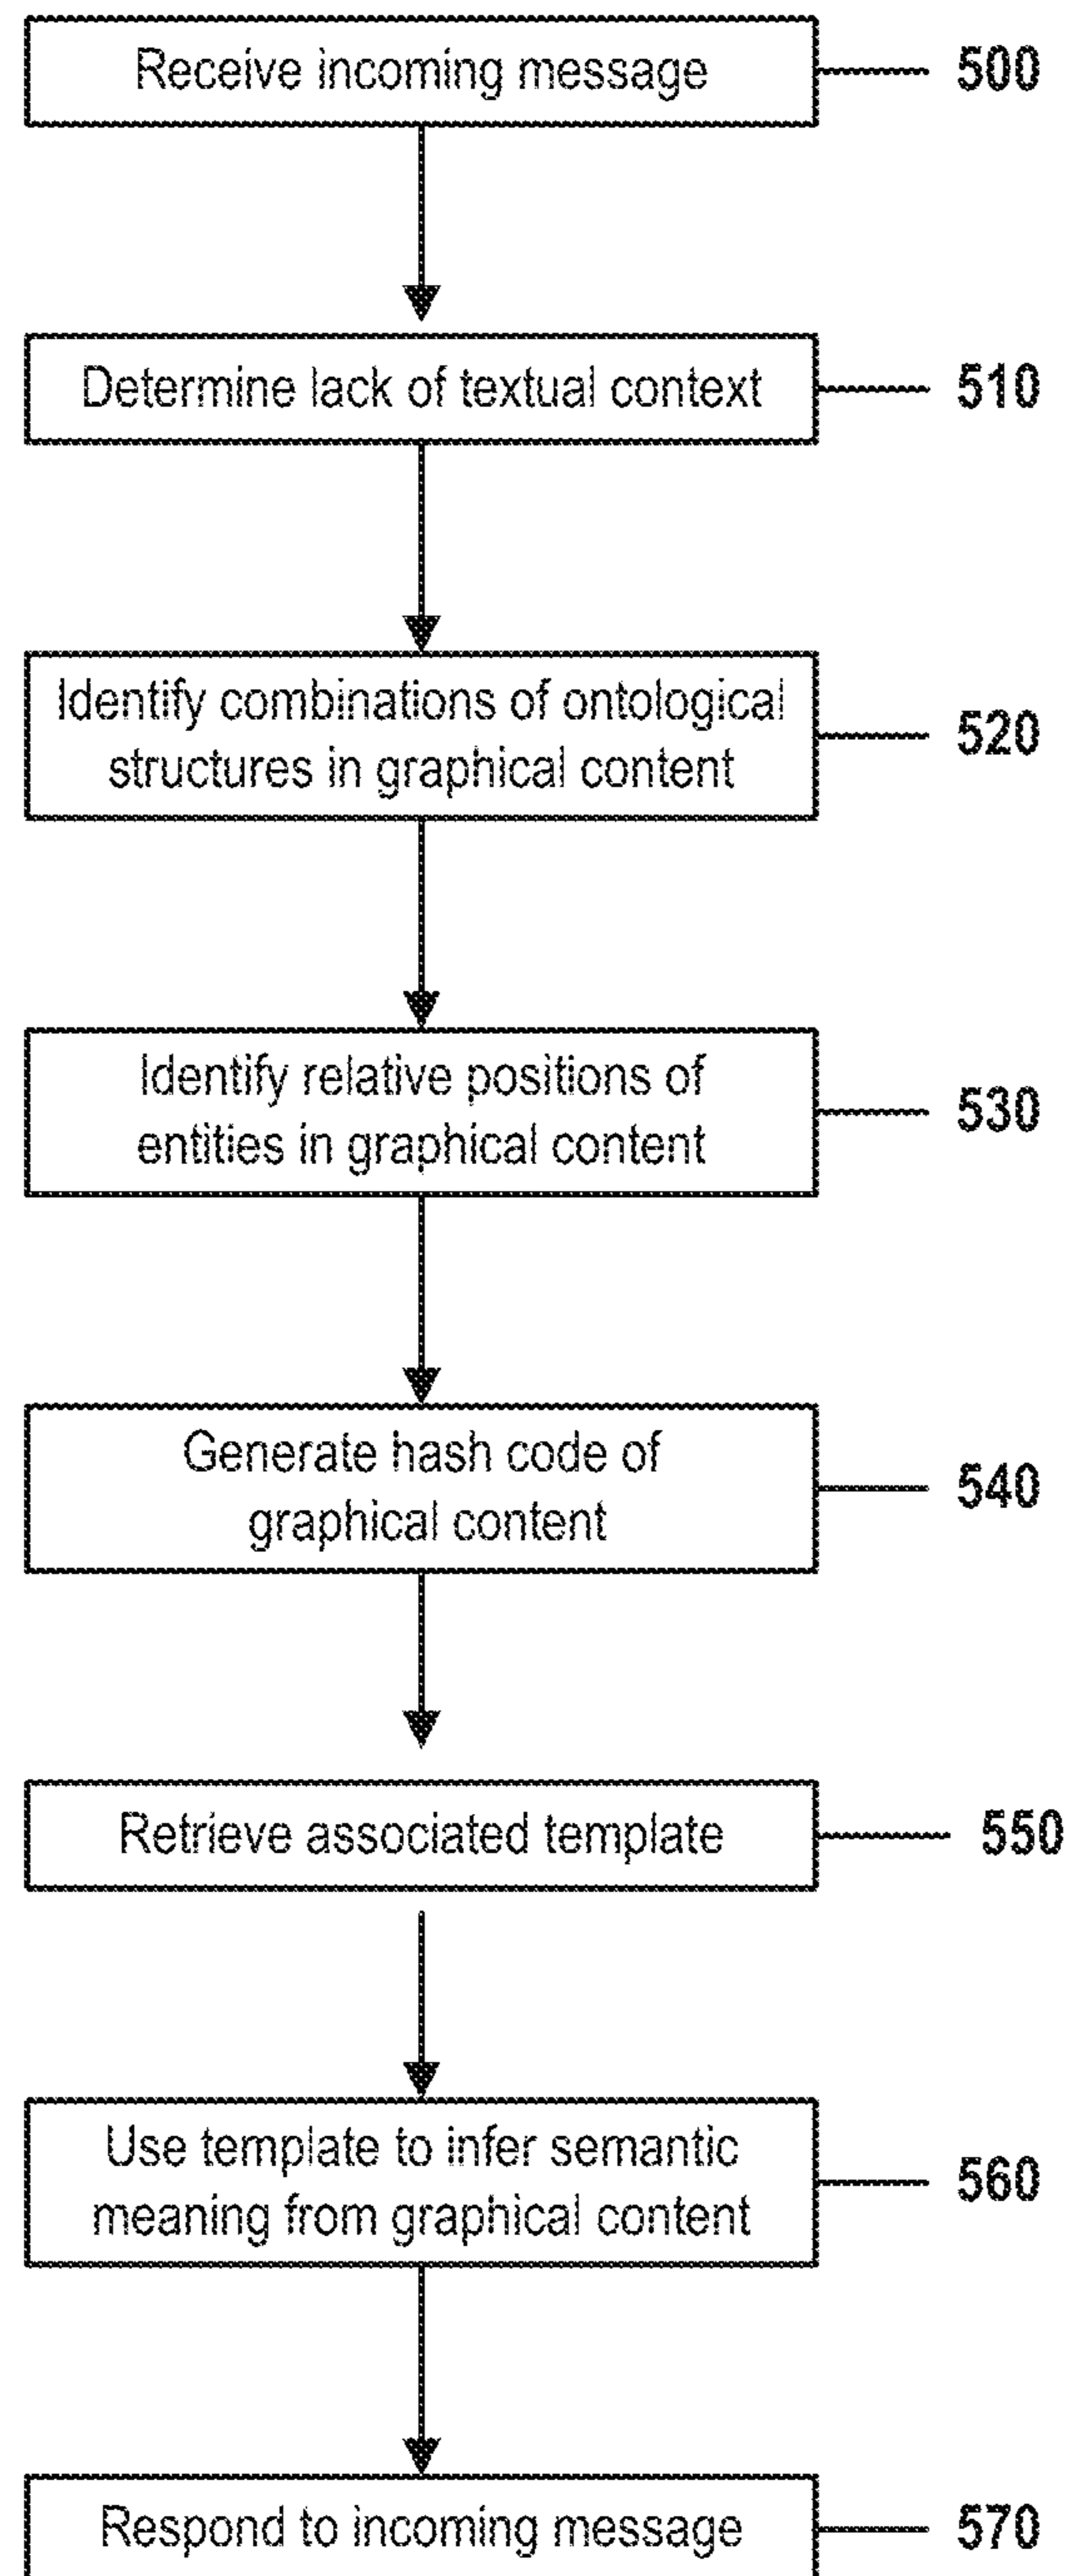 Receive incoming message
500
Determine lack of textual context
510
Identify combinations of ontological
structures in graphical content
520
Identify relative positions of
entities in graphical content
530
Generate hash code of
graphical content
540
Retrieve associated template
550
Use template to infer semantic
meaning from graphical content
560
Respond to incoming message
570